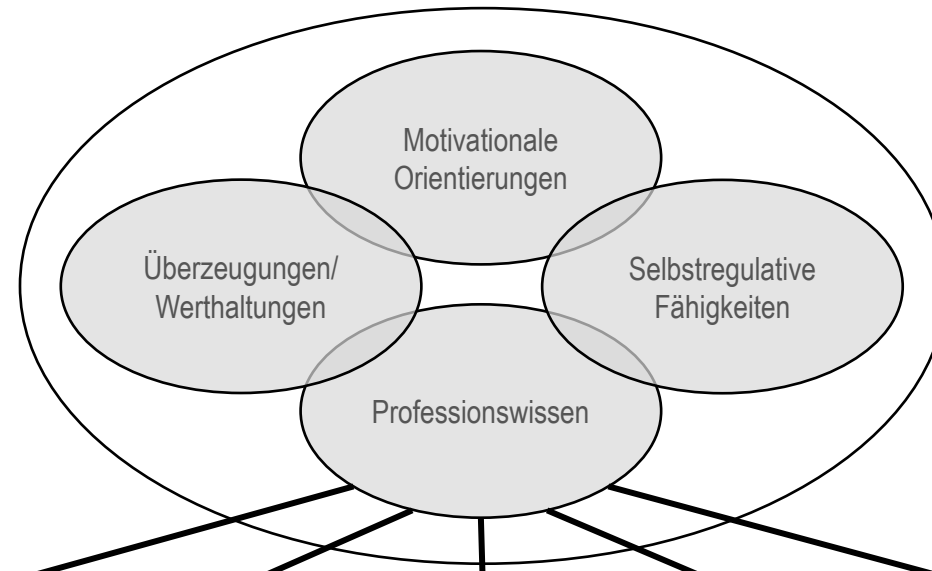 Motivationale
Orientierungen
Überzeugungen/
Werthaltungen
Selbstregulative
Fähigkeiten
Professionswissen